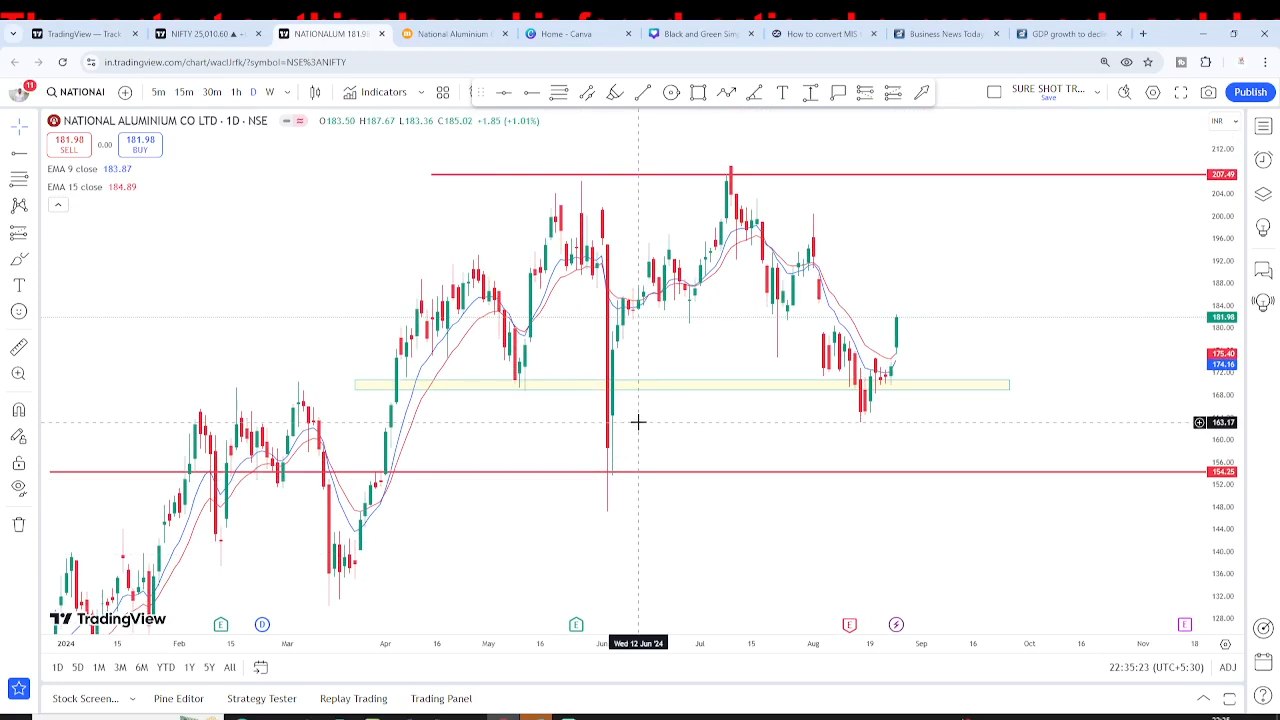 TradingView — Track
NIFTY 25,010.60 ▲ +
NATIONALUM 181.98
National Aluminium C
Home - Canva
Black and Green Sim
How to convert MIS
Business News Today
GDP growth to decli
in.tradingview.com/chart/wacUrfk/?symbol=NSE%3ANIFTY
11
NATIONAI
5m 15m 30m 1h D W
Indicators
SURE SHOT TR...
Save
Publish
NATIONAL ALUMINIUM CO LTD · 1D · NSE
O183.50 H187.67 L183.36 C185.02 +1.85 (+1.01%)
INR
181.98
SELL
0.00
181.98
BUY
EMA 9 close 183.87
EMA 15 close 184.89
212.00
207.49
204.00
200.00
196.00
192.00
188.00
184.00
181.98
180.00
175.40
174.16
172.00
168.00
163.17
160.00
156.00
154.25
152.00
148.00
144.00
140.00
136.00
132.00
128.00
TradingView
E D E E E
2024 15 Feb 15 Mar Apr 16 May 16 Jun Wed 12 Jun '24 Jul 15 Aug 19 Sep 16 Oct 16 Nov 18
1D 5D 1M 3M 6M YTD 1Y 5Y All
22:35:23 (UTC+5:30)
ADJ
Stock Screen...
Pine Editor
Strategy Tester
Replay Trading
Trading Panel